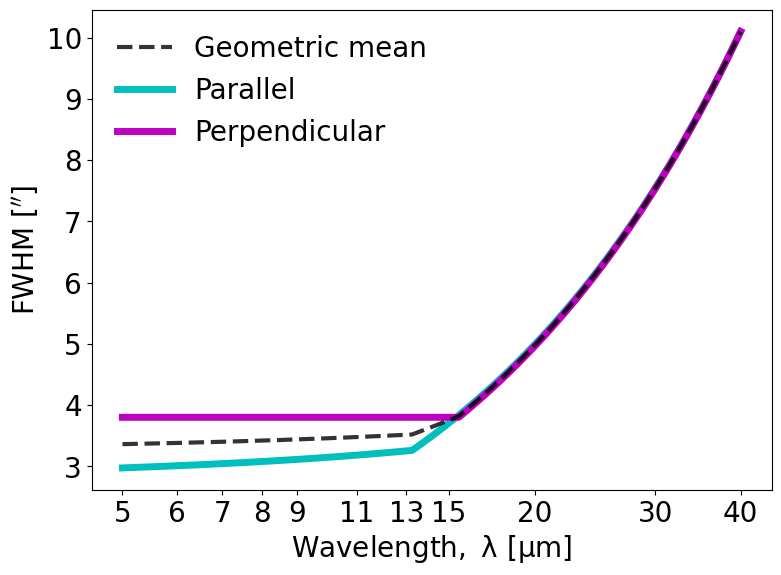 Geometric mean
Parallel
Perpendicular
10
9
8
7
6
5
4
3
FWHM [″]
5 6 7 8 9 11 13 15 20 30 40
Wavelength, λ [μm]